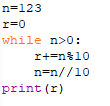 n=123
r=0
while n>0:
    r+=n%10
    n=n//10
print(r)